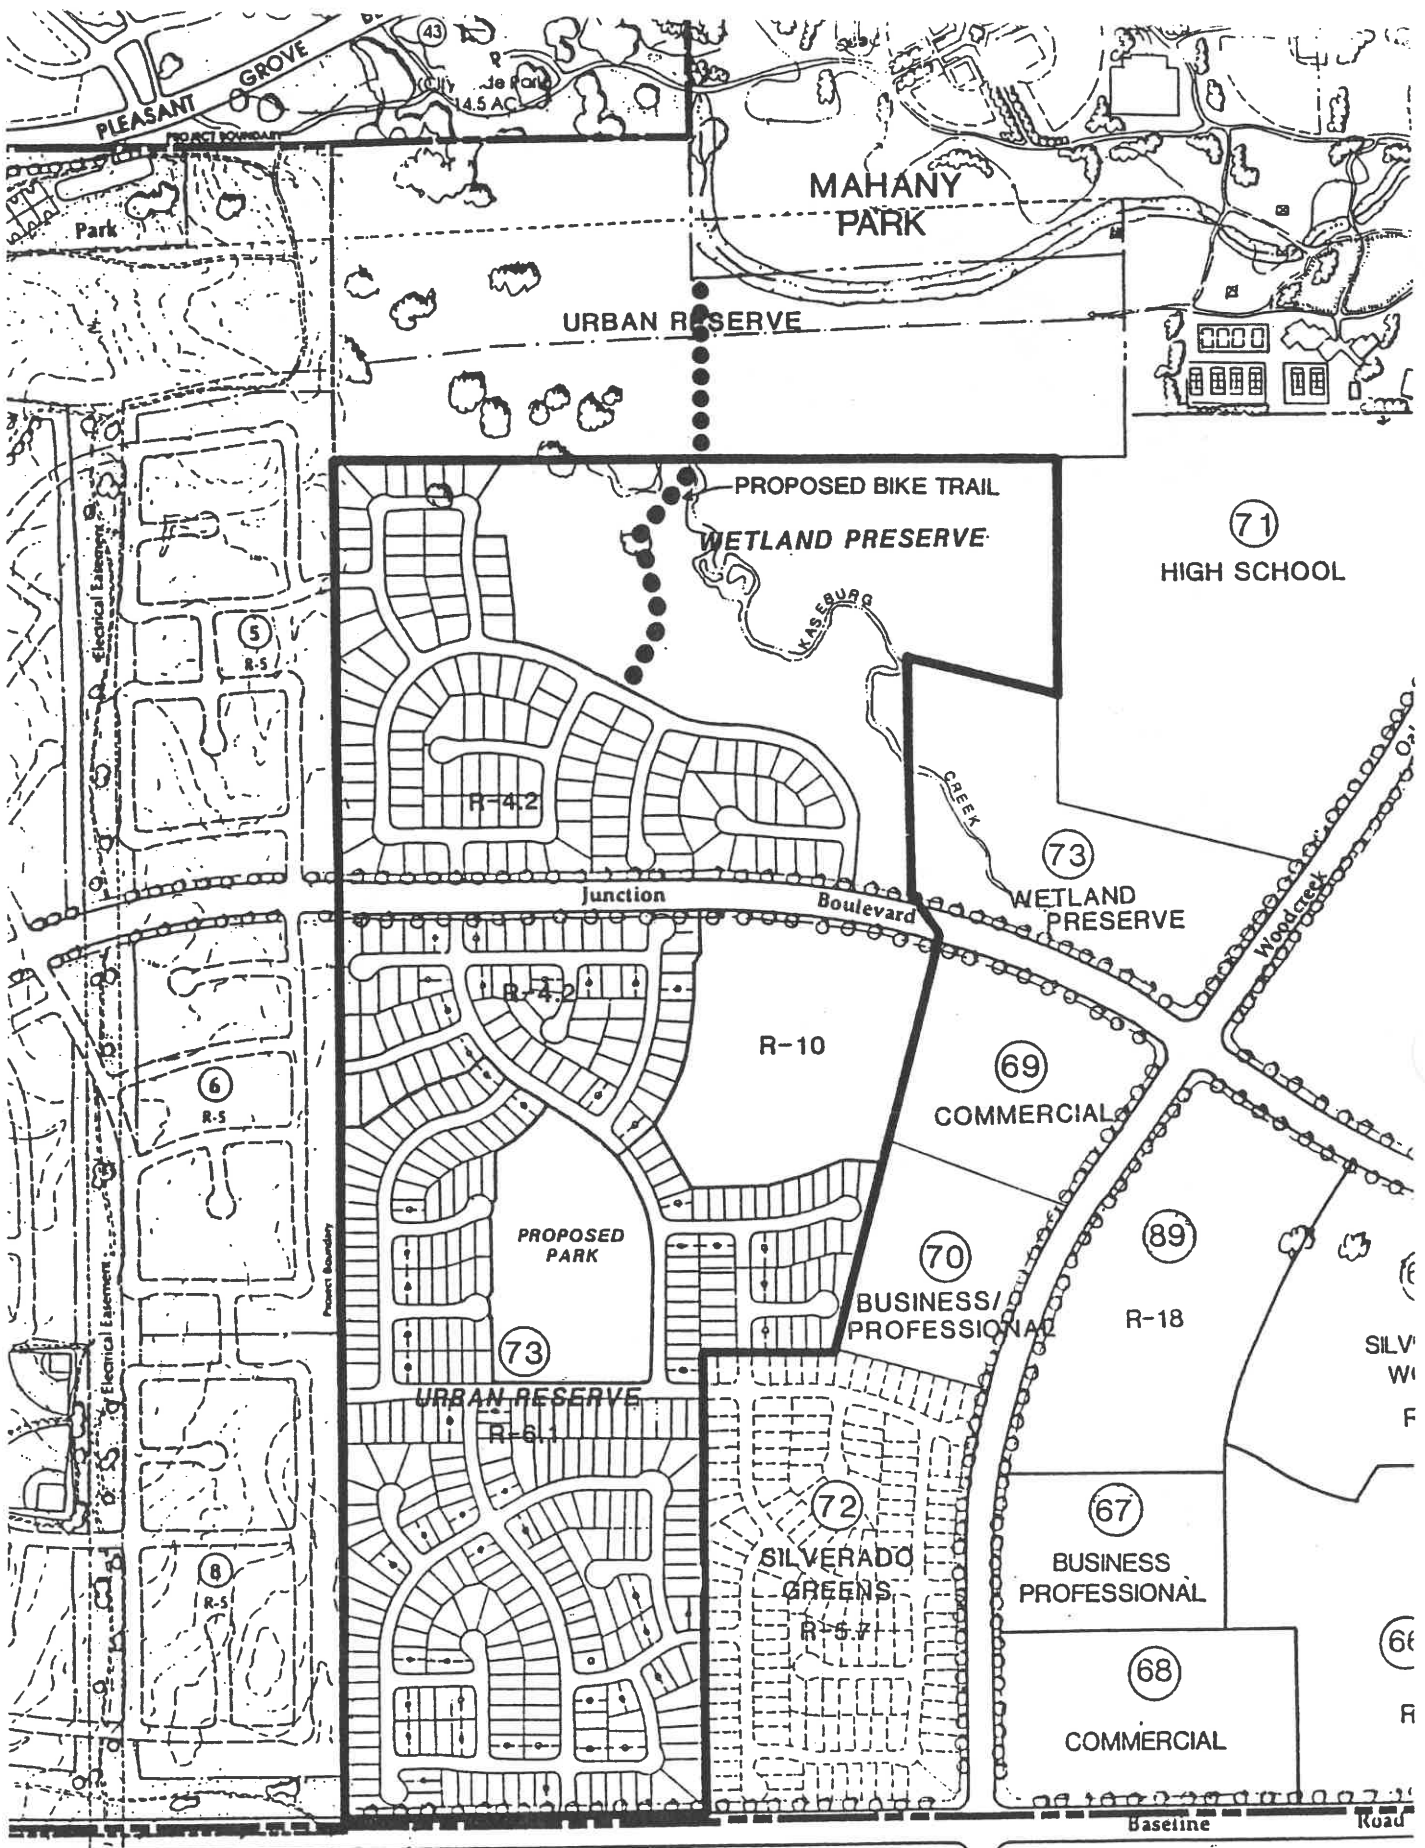 43
PLEASANT GROVE
14.5 AC
PROJECT BOUNDARY
Park
MAHANY
PARK
URBAN RESERVE
PROPOSED BIKE TRAIL
WETLAND PRESERVE
71
HIGH SCHOOL
Electrical Easement
KASEBURG
5
R-5
R-4.2
CREEK
73
WETLAND
PRESERVE
Junction
Boulevard
Woodcreek
R-4.2
R-10
69
COMMERCIAL
6
R-5
PROPOSED
PARK
Project Boundary
Electrical Easement
70
BUSINESS/
PROFESSIONAL
89
R-18
73
URBAN RESERVE
R-6.1
72
SILVERADO
GREENS
R-5.7
67
BUSINESS
PROFESSIONAL
8
R-5
68
COMMERCIAL
66
Baseline Road